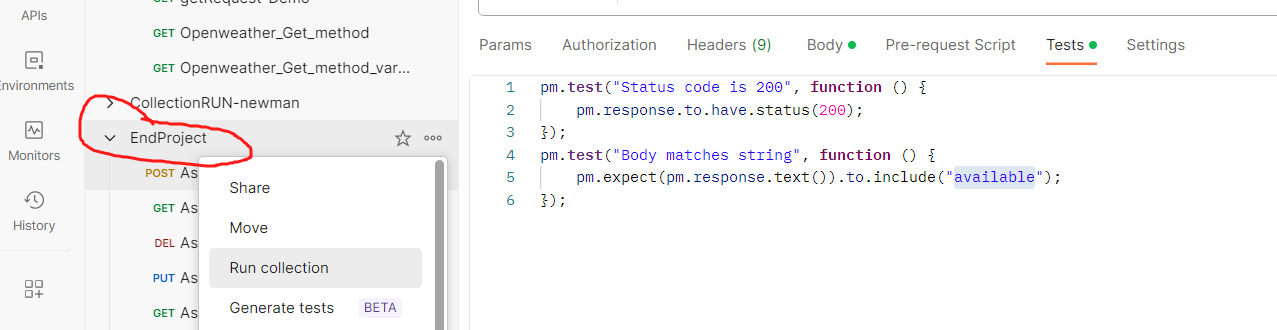 APIs
Environments
Monitors
History
getRequest-Demo
GET Openweather_Get_method
GET Openweather_Get_method_var...
CollectionRUN-newman
EndProject
POST As
GET As
DEL As
PUT As
GET As
Share
Move
Run collection
Generate tests BETA
Params Authorization Headers (9) Body Pre-request Script Tests Settings
1 pm.test("Status code is 200", function () {
2 pm.response.to.have.status(200);
3 });
4 pm.test("Body matches string", function () {
5 pm.expect(pm.response.text()).to.include("available");
6 });